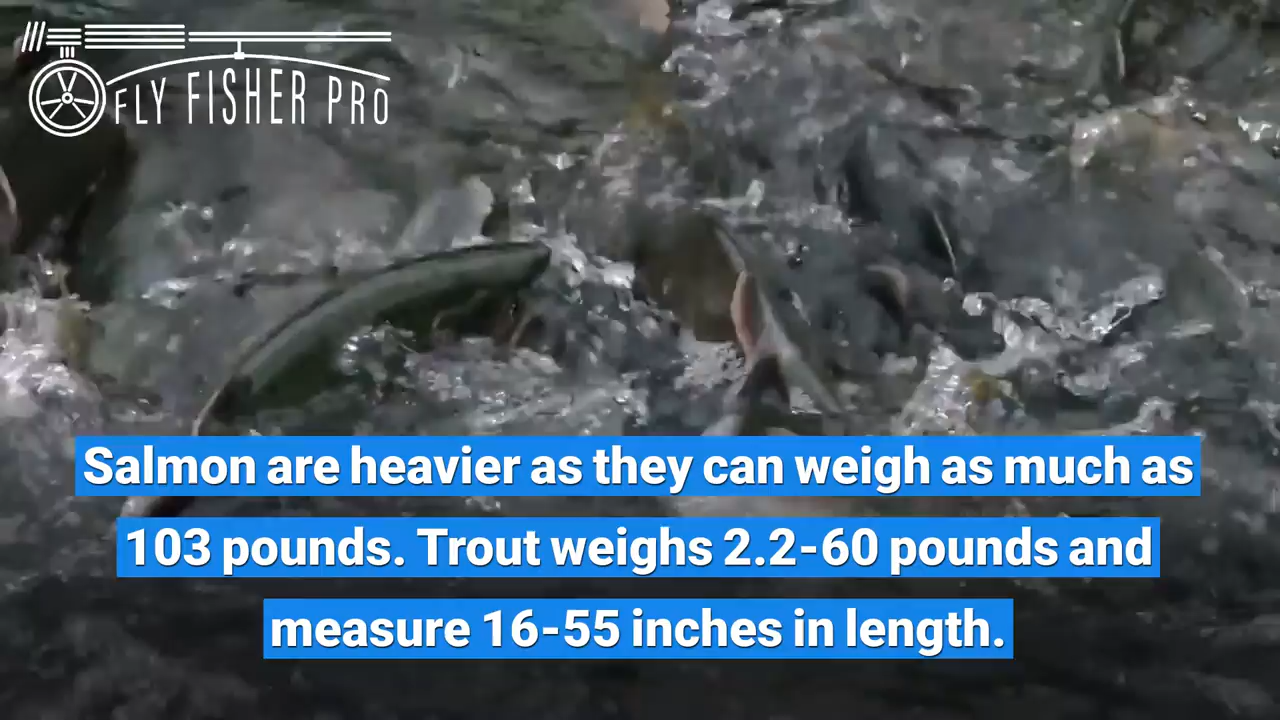 FLY FISHER PRO
Salmon are heavier as they can weigh as much as
103 pounds. Trout weighs 2.2-60 pounds and
measure 16-55 inches in length.